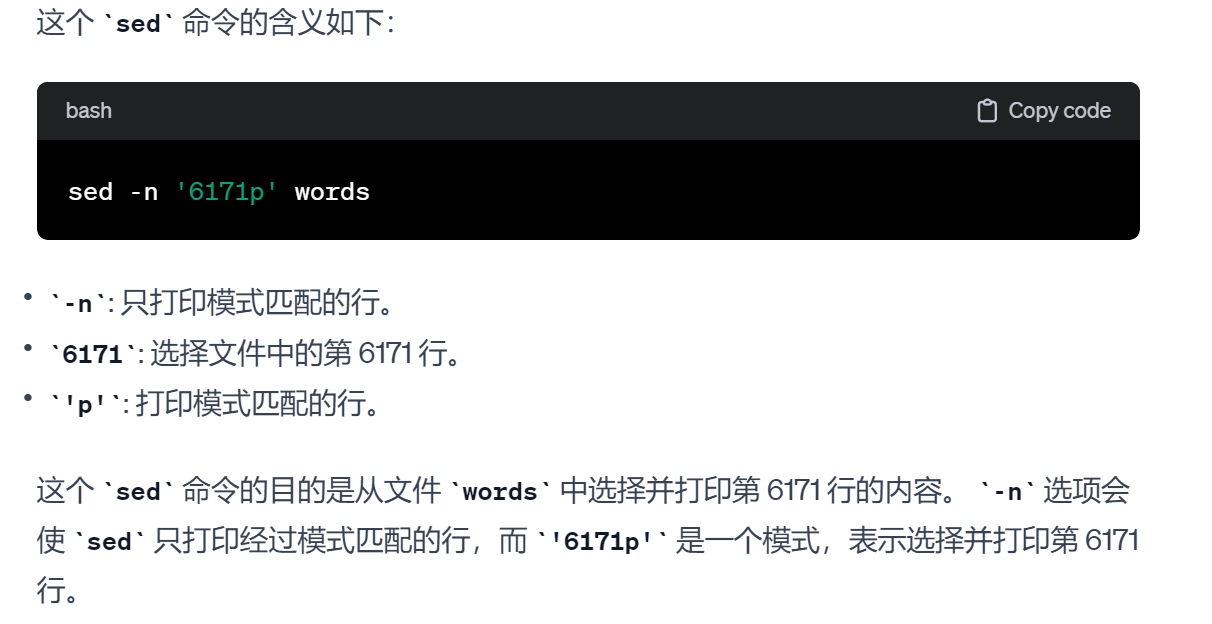 这个 `sed` 命令的含义如下：
bash
Copy code
sed -n '6171p' words
• `-n`: 只打印模式匹配的行。
• `6171`: 选择文件中的第 6171 行。
• `'p'`: 打印模式匹配的行。
这个 `sed` 命令的目的是从文件 `words` 中选择并打印第 6171 行的内容。 `-n` 选项会
使 `sed` 只打印经过模式匹配的行，而 `'6171p'` 是一个模式，表示选择并打印第 6171
行。